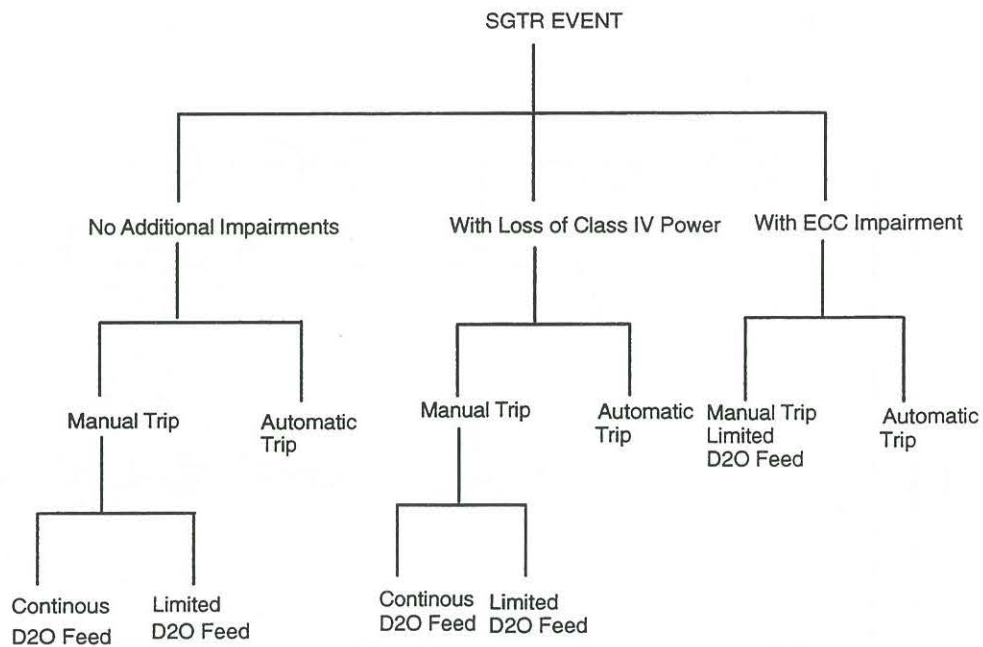 SGTR EVENT
No Additional Impairments
With Loss of Class IV Power
With ECC Impairment
Manual Trip
Automatic
Trip
Manual Trip
Automatic
Trip
Manual Trip
Limited
D2O Feed
Automatic
Trip
Continous
D2O Feed
Limited
D2O Feed
Continous
D2O Feed
Limited
D2O Feed